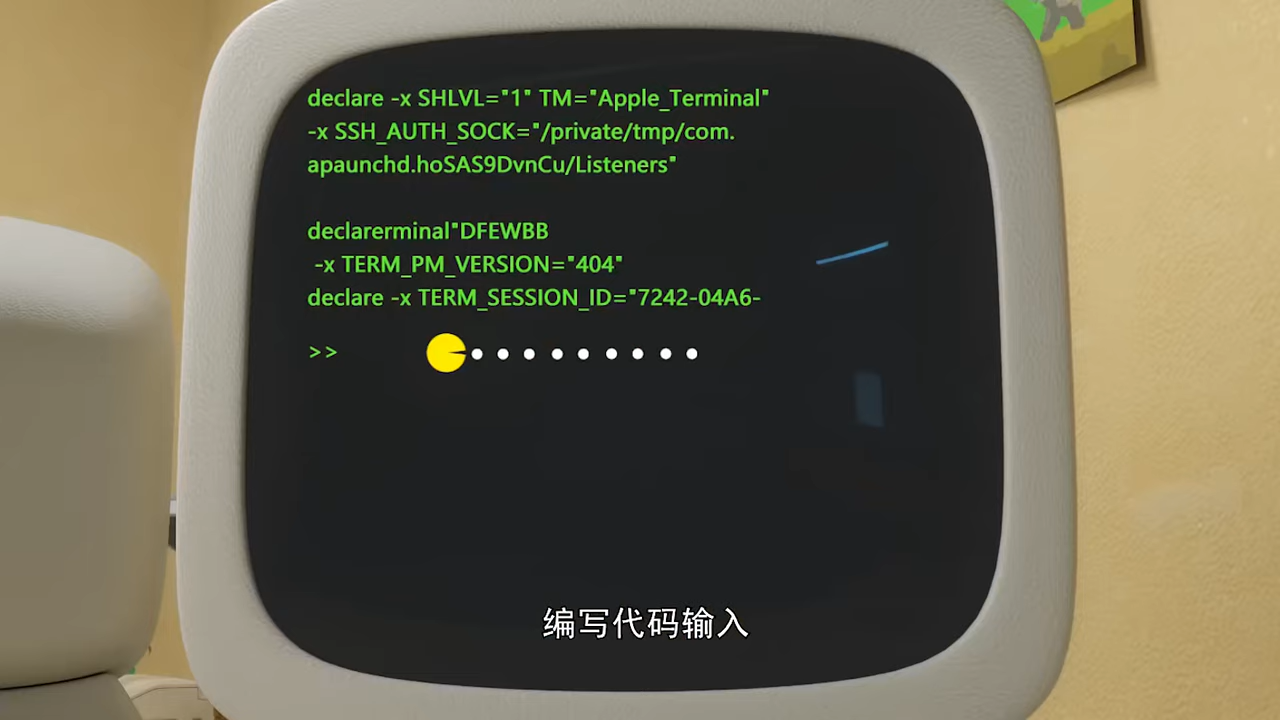 declare -x SHLVL="1" TM="Apple_Terminal"
-x SSH_AUTH_SOCK="/private/tmp/com.
apaunchd.hoSAS9DvnCu/Listeners"
declarerminal"DFEWBB
-x TERM_PM_VERSION="404"
declare -x TERM_SESSION_ID="7242-04A6-
>>
编写代码输入